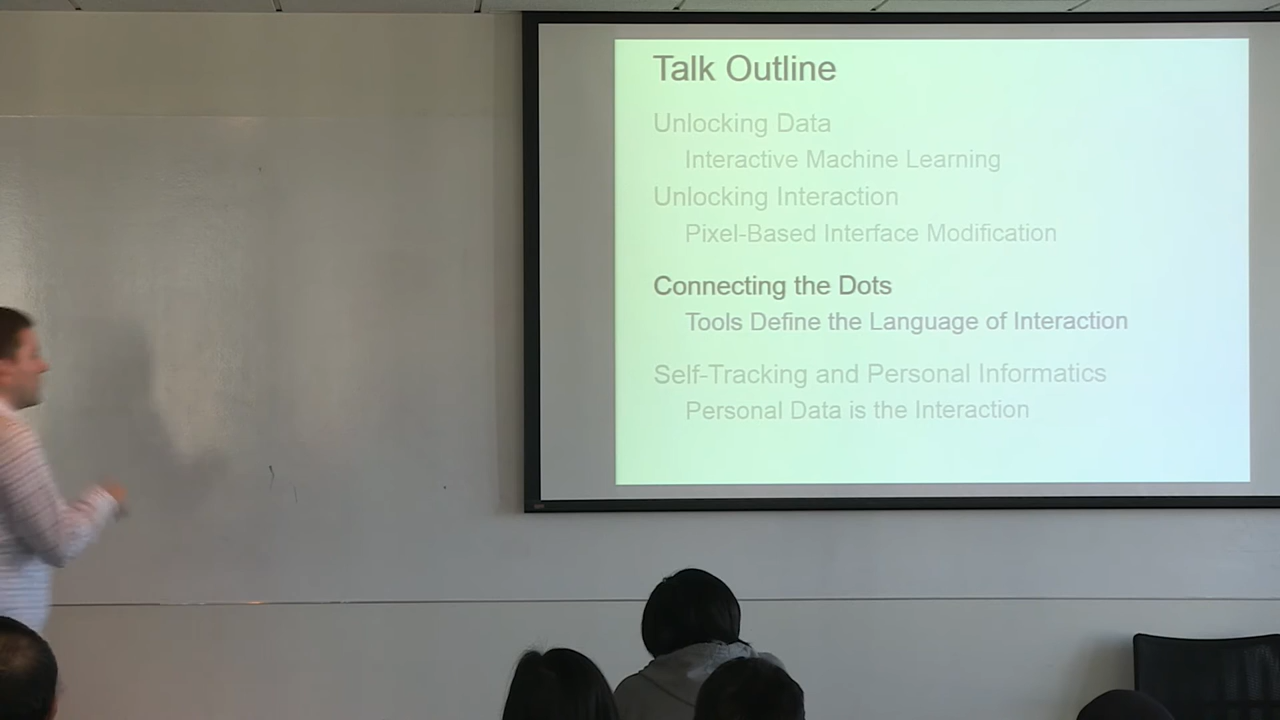 Talk Outline
Unlocking Data
Interactive Machine Learning
Unlocking Interaction
Pixel-Based Interface Modification
Connecting the Dots
Tools Define the Language of Interaction
Self-Tracking and Personal Informatics
Personal Data is the Interaction